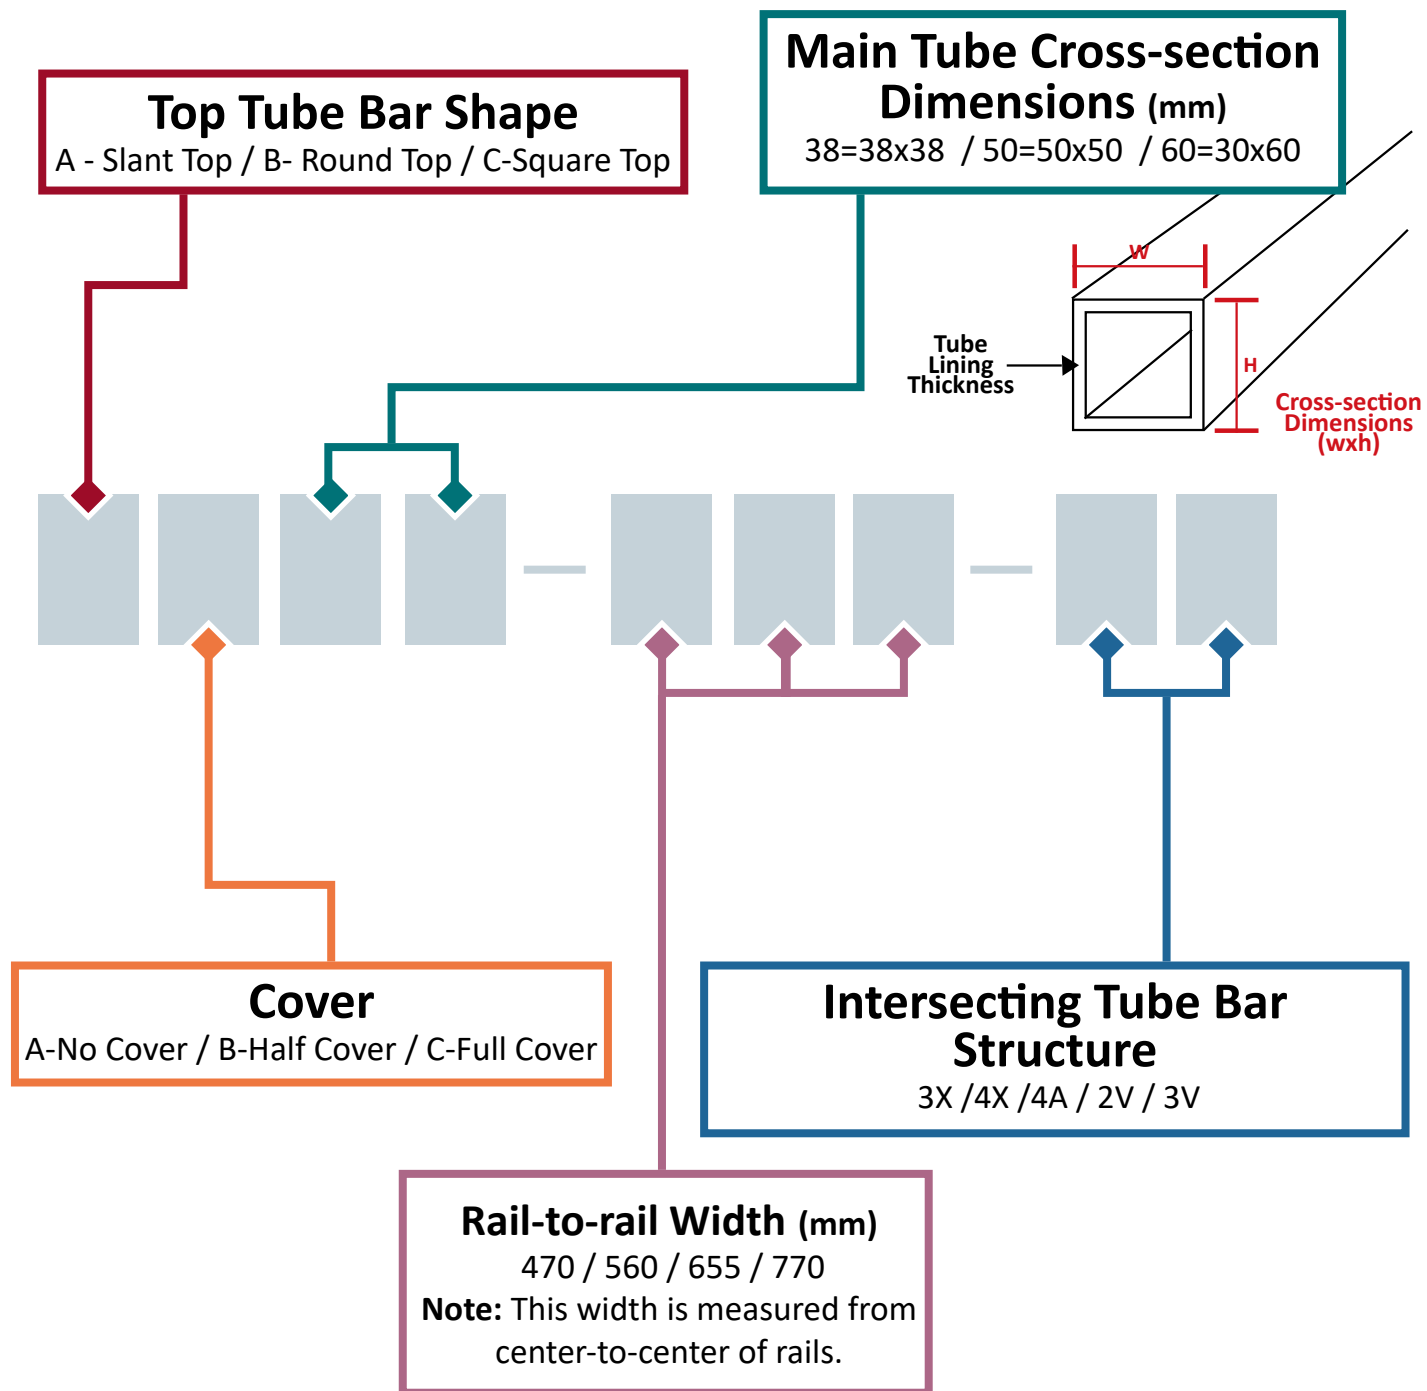 Top Tube Bar Shape
A - Slant Top / B- Round Top / C-Square Top
Main Tube Cross-section
Dimensions (mm)
38=38x38 / 50=50x50 / 60=30x60
W
H
Tube
Lining
Thickness
Cross-section
Dimensions
(wxh)
Cover
A-No Cover / B-Half Cover / C-Full Cover
Intersecting Tube Bar
Structure
3X /4X /4A / 2V / 3V
Rail-to-rail Width (mm)
470 / 560 / 655 / 770
Note: This width is measured from
center-to-center of rails.